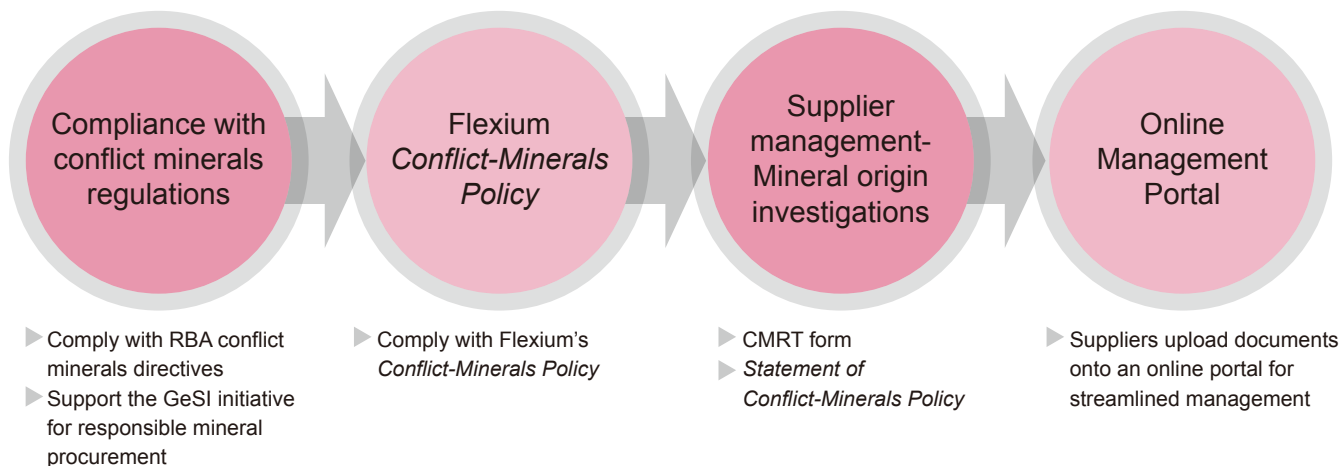 Compliance with
conflict minerals
regulations
Flexium
Conflict-Minerals
Policy
Supplier
management-
Mineral origin
investigations
Online
Management
Portal
Comply with RBA conflict
minerals directives
Support the GeSI initiative
for responsible mineral
procurement
Comply with Flexium’s
Conflict-Minerals Policy
CMRT form
Statement of
Conflict-Minerals Policy
Suppliers upload documents
onto an online portal for
streamlined management